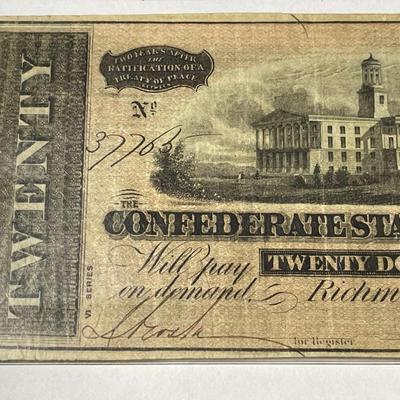 TWENTY
TWO YEARS AFTER
the
RATIFICATION OF A
TREATY OF PEACE
BETWEEN
Nº
37765
THE
CONFEDERATE STA
Will pay TWENTY DO
on demand. Richm
VI SERIES
for Register